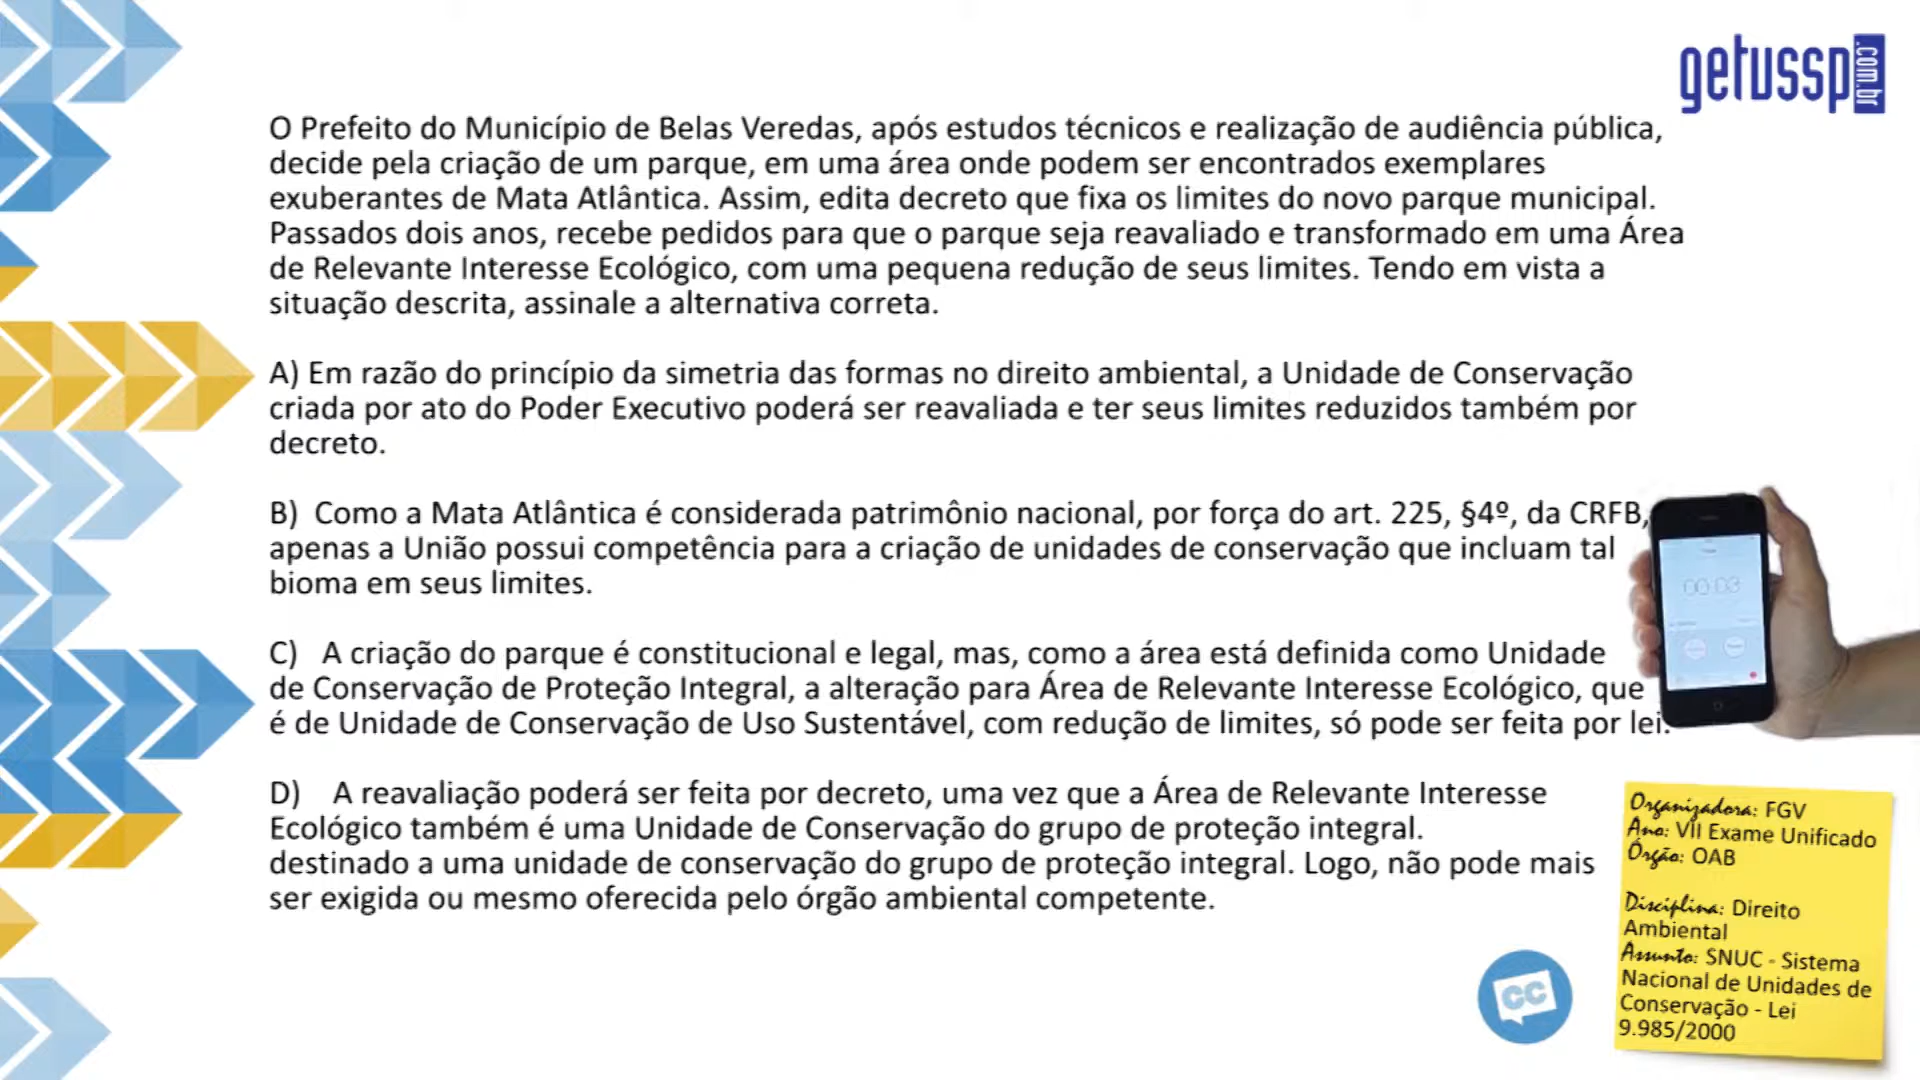 getussp.com.br
O Prefeito do Município de Belas Veredas, após estudos técnicos e realização de audiência pública,
decide pela criação de um parque, em uma área onde podem ser encontrados exemplares
exuberantes de Mata Atlântica. Assim, edita decreto que fixa os limites do novo parque municipal.
Passados dois anos, recebe pedidos para que o parque seja reavaliado e transformado em uma Área
de Relevante Interesse Ecológico, com uma pequena redução de seus limites. Tendo em vista a
situação descrita, assinale a alternativa correta.
A) Em razão do princípio da simetria das formas no direito ambiental, a Unidade de Conservação
criada por ato do Poder Executivo poderá ser reavaliada e ter seus limites reduzidos também por
decreto.
B) Como a Mata Atlântica é considerada patrimônio nacional, por força do art. 225, §4º, da CRFB,
apenas a União possui competência para a criação de unidades de conservação que incluam tal
bioma em seus limites.
C) A criação do parque é constitucional e legal, mas, como a área está definida como Unidade
de Conservação de Proteção Integral, a alteração para Área de Relevante Interesse Ecológico, que
é de Unidade de Conservação de Uso Sustentável, com redução de limites, só pode ser feita por lei.
D) A reavaliação poderá ser feita por decreto, uma vez que a Área de Relevante Interesse
Ecológico também é uma Unidade de Conservação do grupo de proteção integral.
destinado a uma unidade de conservação do grupo de proteção integral. Logo, não pode mais
ser exigida ou mesmo oferecida pelo órgão ambiental competente.
00:03
Organizadora: FGV
Ano: VII Exame Unificado
Órgão: OAB
Disciplina: Direito
Ambiental
Assunto: SNUC - Sistema
Nacional de Unidades de
Conservação - Lei
9.985/2000
CC